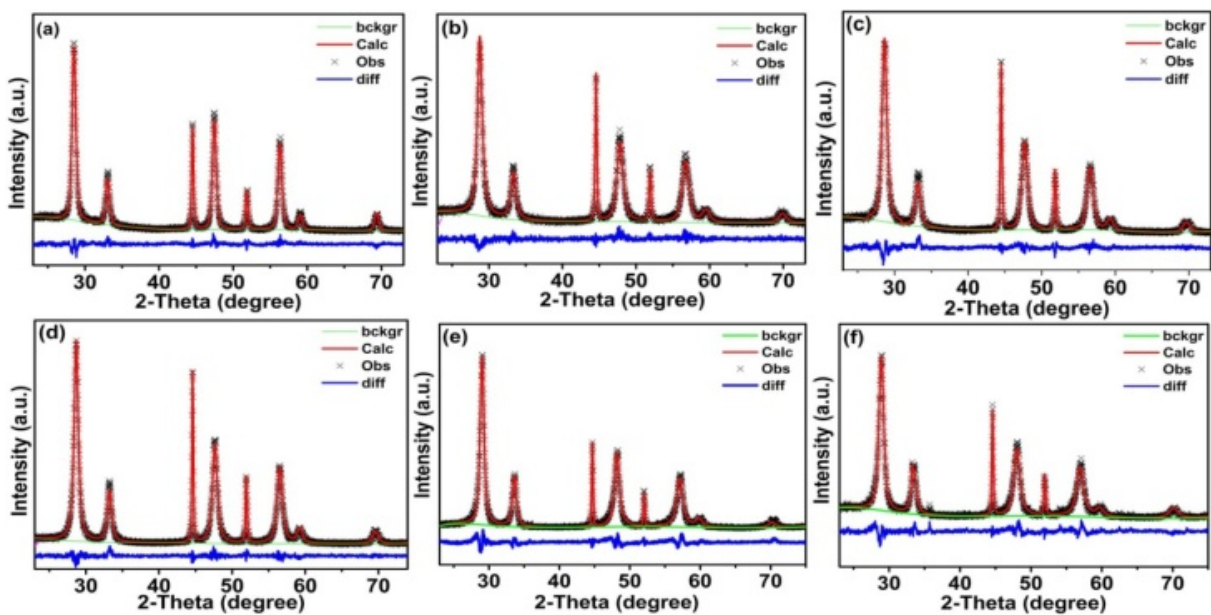 (a)
bckgr
Calc
Obs
diff
Intensity (a.u.)
30 40 50 60 70
2-Theta (degree)
(b)
bckgr
Calc
Obs
diff
Intensity (a.u.)
30 40 50 60 70
2-Theta (degree)
(c)
bckgr
Calc
Obs
diff
Intensity (a.u.)
30 40 50 60 70
2-Theta (degree)
(d)
bckgr
Calc
Obs
diff
Intensity (a.u.)
30 40 50 60 70
2-Theta (degree)
(e)
bckgr
Calc
Obs
diff
Intensity (a.u.)
30 40 50 60 70
2-Theta (degree)
(f)
bckgr
Calc
Obs
diff
Intensity (a.u.)
30 40 50 60 70
2-Theta (degree)